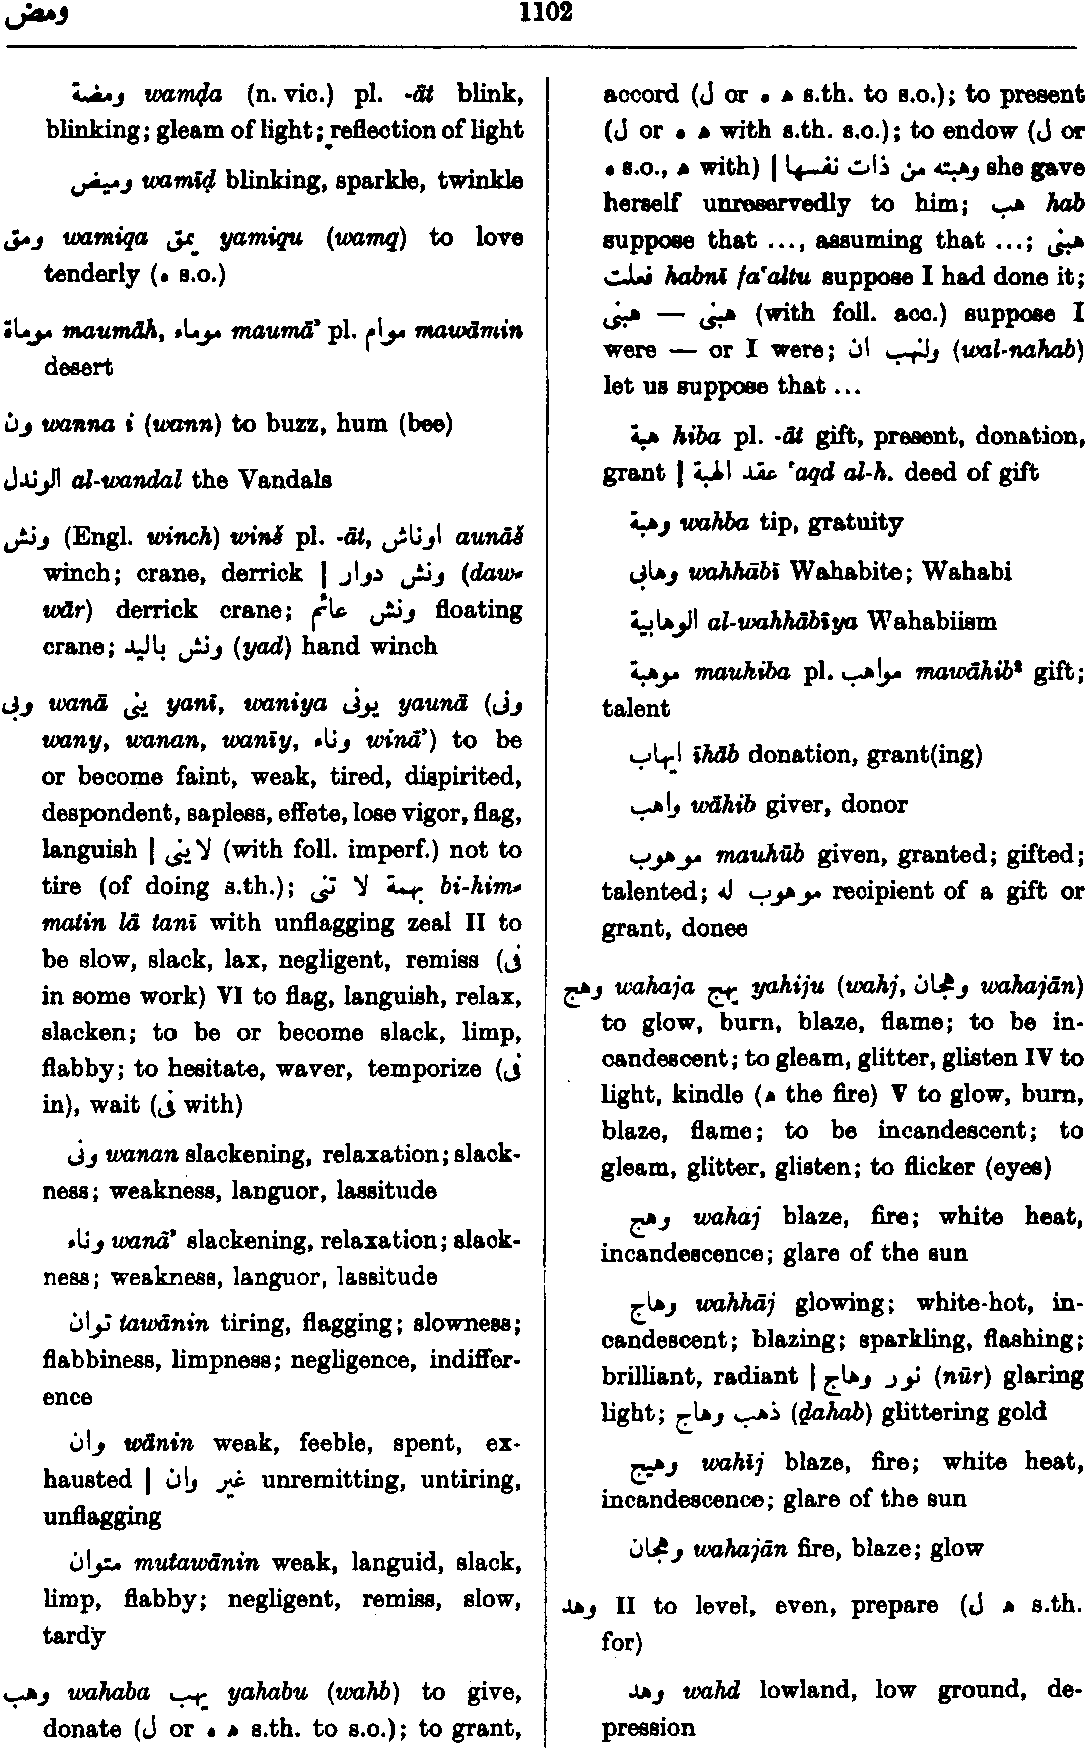 ومض
1102
ومضة wamḍa (n. vic.) pl. -āt blink,
blinking; gleam of light; reflection of light
وميض wamīḍ blinking, sparkle, twinkle
ومق wamiqa يمق yamiqu (wamq) to love
tenderly (ه s.o.)
موماة maumāh, موماء maumā’ pl. موام mawāmin
desert
ون wanna i (wann) to buzz, hum (bee)
الوندل al-wandal the Vandals
ونش (Engl. winch) winš pl. -āt, اوناش aunāš
winch; crane, derrick | ونش دوار (daw-
wār) derrick crane; ونش عائم floating
crane; ونش باليد (yad) hand winch
ونى wanā ينى yanī, waniya يونى yaunā (ونى
wany, wanan, wanīy, وناء winā’) to be
or become faint, weak, tired, dispirited,
despondent, sapless, effete, lose vigor, flag,
languish | لا ينى (with foll. imperf.) not to
tire (of doing s.th.); بهمة لا تنى bi-him-
matin lā tanī with unflagging zeal II to
be slow, slack, lax, negligent, remiss (فى
in some work) VI to flag, languish, relax,
slacken; to be or become slack, limp,
flabby; to hesitate, waver, temporize (فى
in), wait (فى with)
ونى wanan slackening, relaxation; slack-
ness; weakness, languor, lassitude
وناء wanā’ slackening, relaxation; slack-
ness; weakness, languor, lassitude
توان tawānin tiring, flagging; slowness;
flabbiness, limpness; negligence, indiffer-
ence
وان wānin weak, feeble, spent, ex-
hausted | غير وان unremitting, untiring,
unflagging
متوان mutawānin weak, languid, slack,
limp, flabby; negligent, remiss, slow,
tardy
وهب wahaba يهب yahabu (wahb) to give,
donate (ل or ه ه s.th. to s.o.); to grant,
accord (ل or ه ه s.th. to s.o.); to present
(ل or ه ه with s.th. s.o.); to endow (ل or
ه s.o., ه with) | وهبته من ذات نفسها she gave
herself unreservedly to him; هب hab
suppose that ..., assuming that ...; هبنى
فعلت habnī fa‘altu suppose I had done it;
هبنى — هبنى (with foll. acc.) suppose I
were — or I were; ولنهب ان (wal-nahab)
let us suppose that ...
هبة hiba pl. -āt gift, present, donation,
grant | عقد الهبة ‘aqd al-h. deed of gift
وهبة wahba tip, gratuity
وهابى wahhābī Wahabite; Wahabi
الوهابية al-wahhābīya Wahabiism
موهبة mauhiba pl. مواهب mawāhib² gift;
talent
ايهاب īhāb donation, grant(ing)
واهب wāhib giver, donor
موهوب mauhūb given, granted; gifted;
talented; موهوب له recipient of a gift or
grant, donee
وهج wahaja يهج yahiju (wahj, وهجان wahajān)
to glow, burn, blaze, flame; to be in-
candescent; to gleam, glitter, glisten IV to
light, kindle (ه the fire) V to glow, burn,
blaze, flame; to be incandescent; to
gleam, glitter, glisten; to flicker (eyes)
وهج wahaj blaze, fire; white heat,
incandescence; glare of the sun
وهاج wahhāj glowing; white-hot, in-
candescent; blazing; sparkling, flashing;
brilliant, radiant | نور وهاج (nūr) glaring
light; ذهب وهاج (ḏahab) glittering gold
وهيج wahīj blaze, fire; white heat,
incandescence; glare of the sun
وهجان wahajān fire, blaze; glow
وهد II to level, even, prepare (ل ه s.th.
for)
وهد wahd lowland, low ground, de-
pression